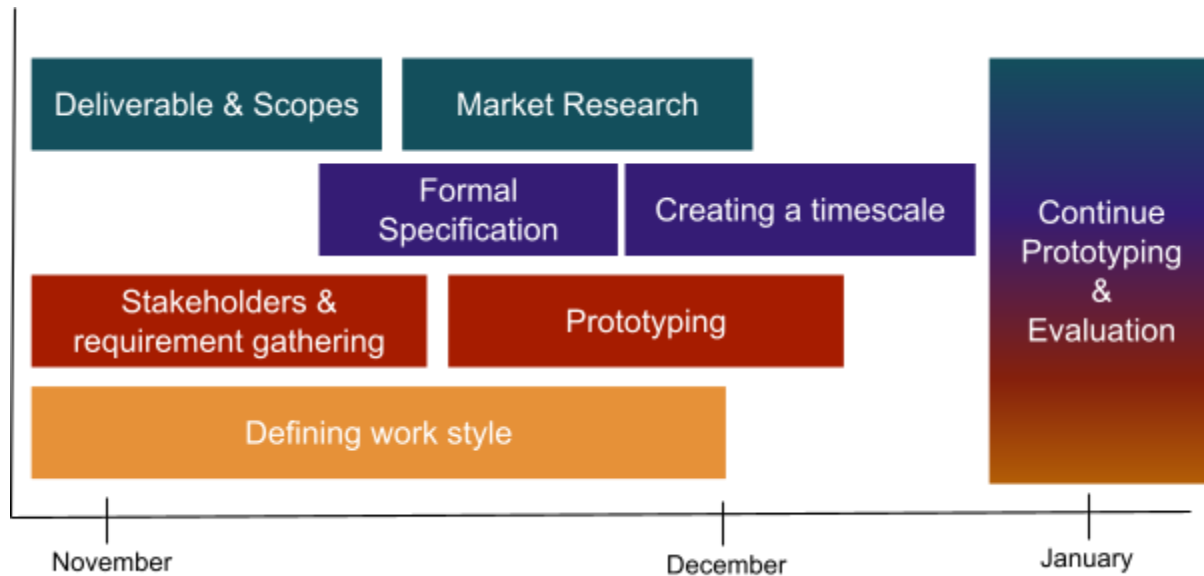 Deliverable & Scopes
Market Research
Formal
Specification
Creating a timescale
Continue
Prototyping
&
Evaluation
Stakeholders &
requirement gathering
Prototyping
Defining work style
November
December
January